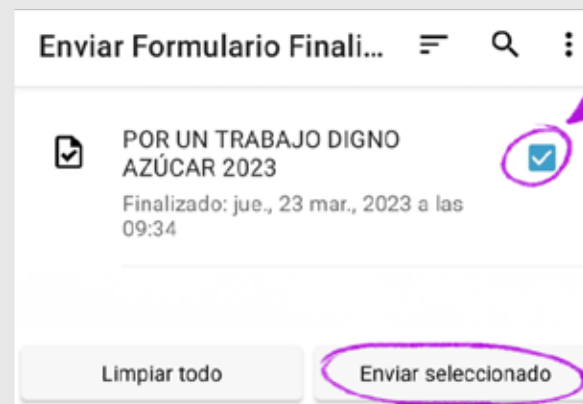 Enviar Formulario Finali...
POR UN TRABAJO DIGNO
AZÚCAR 2023
Finalizado: jue., 23 mar., 2023 a las
09:34
Limpiar todo
Enviar seleccionado